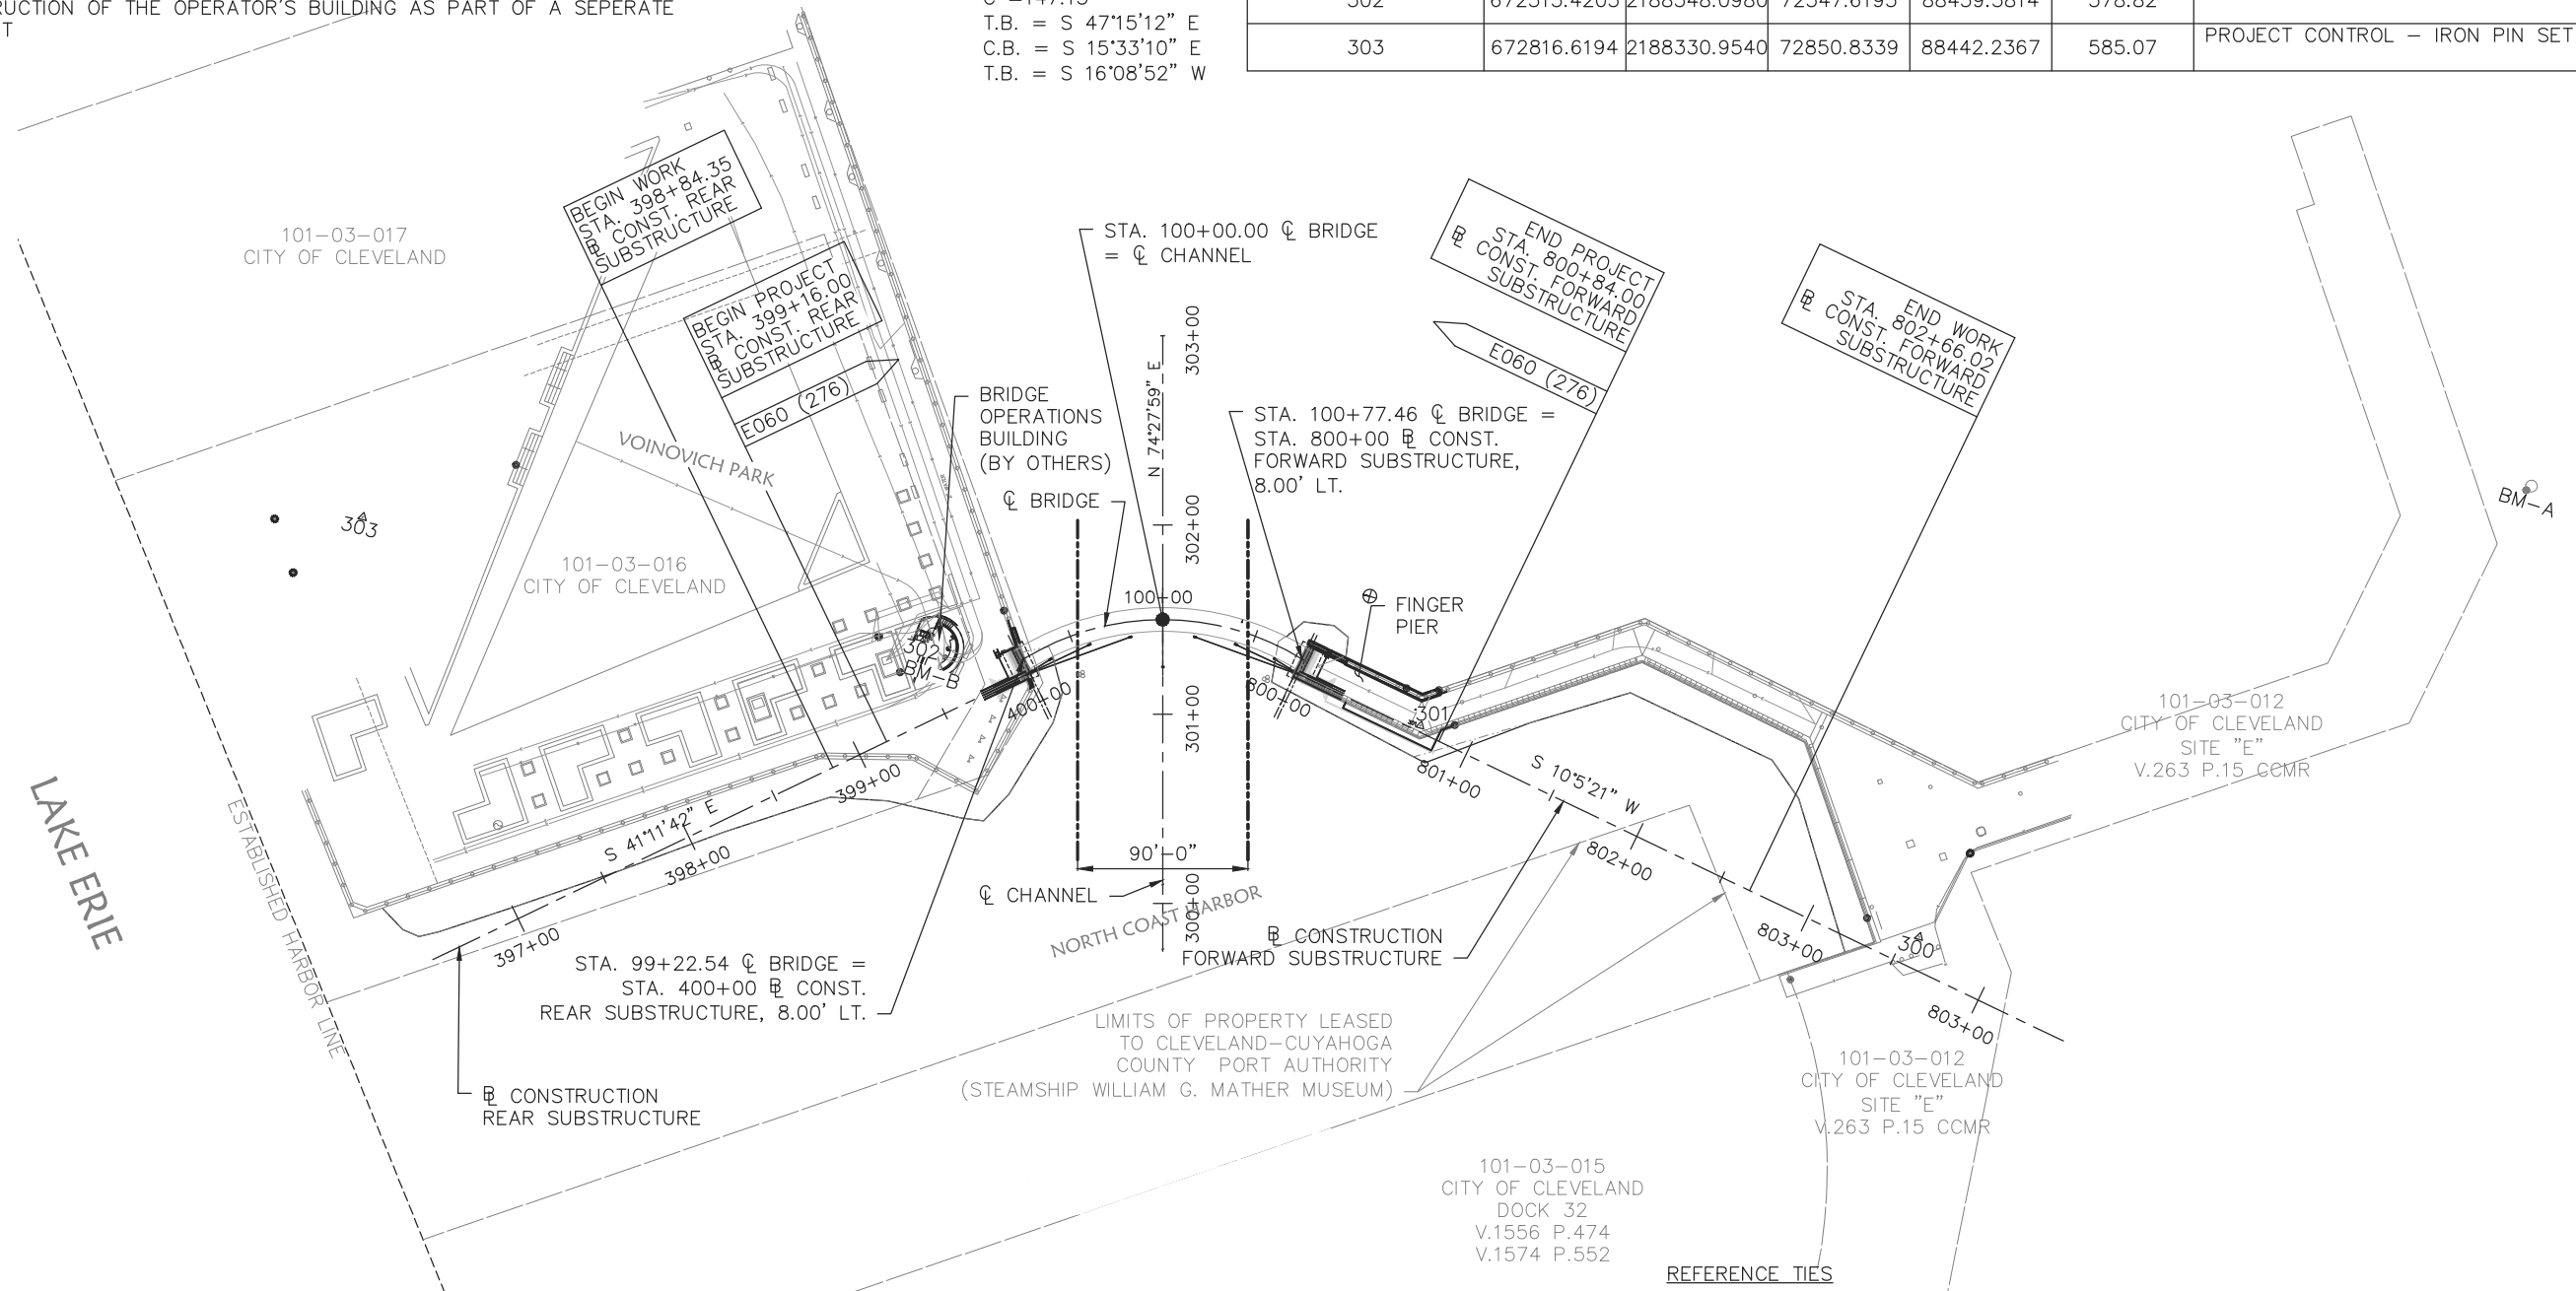 RUCTION OF THE OPERATOR'S BUILDING AS PART OF A SEPERATE
T
T.B. = S 47°15'12" E
C.B. = S 15°33'10" E
T.B. = S 16°08'52" W
303 672816.6194 2188330.9540 72850.8339 88442.2367 585.07 PROJECT CONTROL - IRON PIN SET
BEGIN WORK
STA. 398+84.35
℄ CONST. REAR
SUBSTRUCTURE
BEGIN PROJECT
STA. 399+16.00
BL CONST. REAR
SUBSTRUCTURE
E060 (276)
101-03-017
CITY OF CLEVELAND
STA. 100+00.00 ℄ BRIDGE
= ℄ CHANNEL
END PROJECT
STA. 800+84.00
BL CONST. FORWARD
SUBSTRUCTURE
E060 (276)
END WORK
STA. 802+66.02
BL CONST. FORWARD
SUBSTRUCTURE
BRIDGE
OPERATIONS
BUILDING
(BY OTHERS)
℄ BRIDGE
N 74°27'59" E
303+00
302+00
301+00
300+00
STA. 100+77.46 ℄ BRIDGE =
STA. 800+00 BL CONST.
FORWARD SUBSTRUCTURE,
8.00' LT.
VOINOVICH PARK
303
101-03-016
CITY OF CLEVELAND
BM-A
100+00
FINGER
PIER
302
BM-B
400+00
800+00
301
101-03-012
CITY OF CLEVELAND
SITE "E"
V.263 P.15 CCMR
LAKE ERIE
ESTABLISHED HARBOR LINE
S 41°11'42" E
397+00
398+00
399+00
801+00
S 10°5'21" W
802+00
803+00
300
803+00
90'-0"
℄ CHANNEL
NORTH COAST HARBOR
BL CONSTRUCTION
FORWARD SUBSTRUCTURE
STA. 99+22.54 ℄ BRIDGE =
STA. 400+00 BL CONST.
REAR SUBSTRUCTURE, 8.00' LT.
LIMITS OF PROPERTY LEASED
TO CLEVELAND-CUYAHOGA
COUNTY PORT AUTHORITY
(STEAMSHIP WILLIAM G. MATHER MUSEUM)
BL CONSTRUCTION
REAR SUBSTRUCTURE
101-03-012
CITY OF CLEVELAND
SITE "E"
V.263 P.15 CCMR
101-03-015
CITY OF CLEVELAND
DOCK 32
V.1556 P.474
V.1574 P.552
REFERENCE TIES